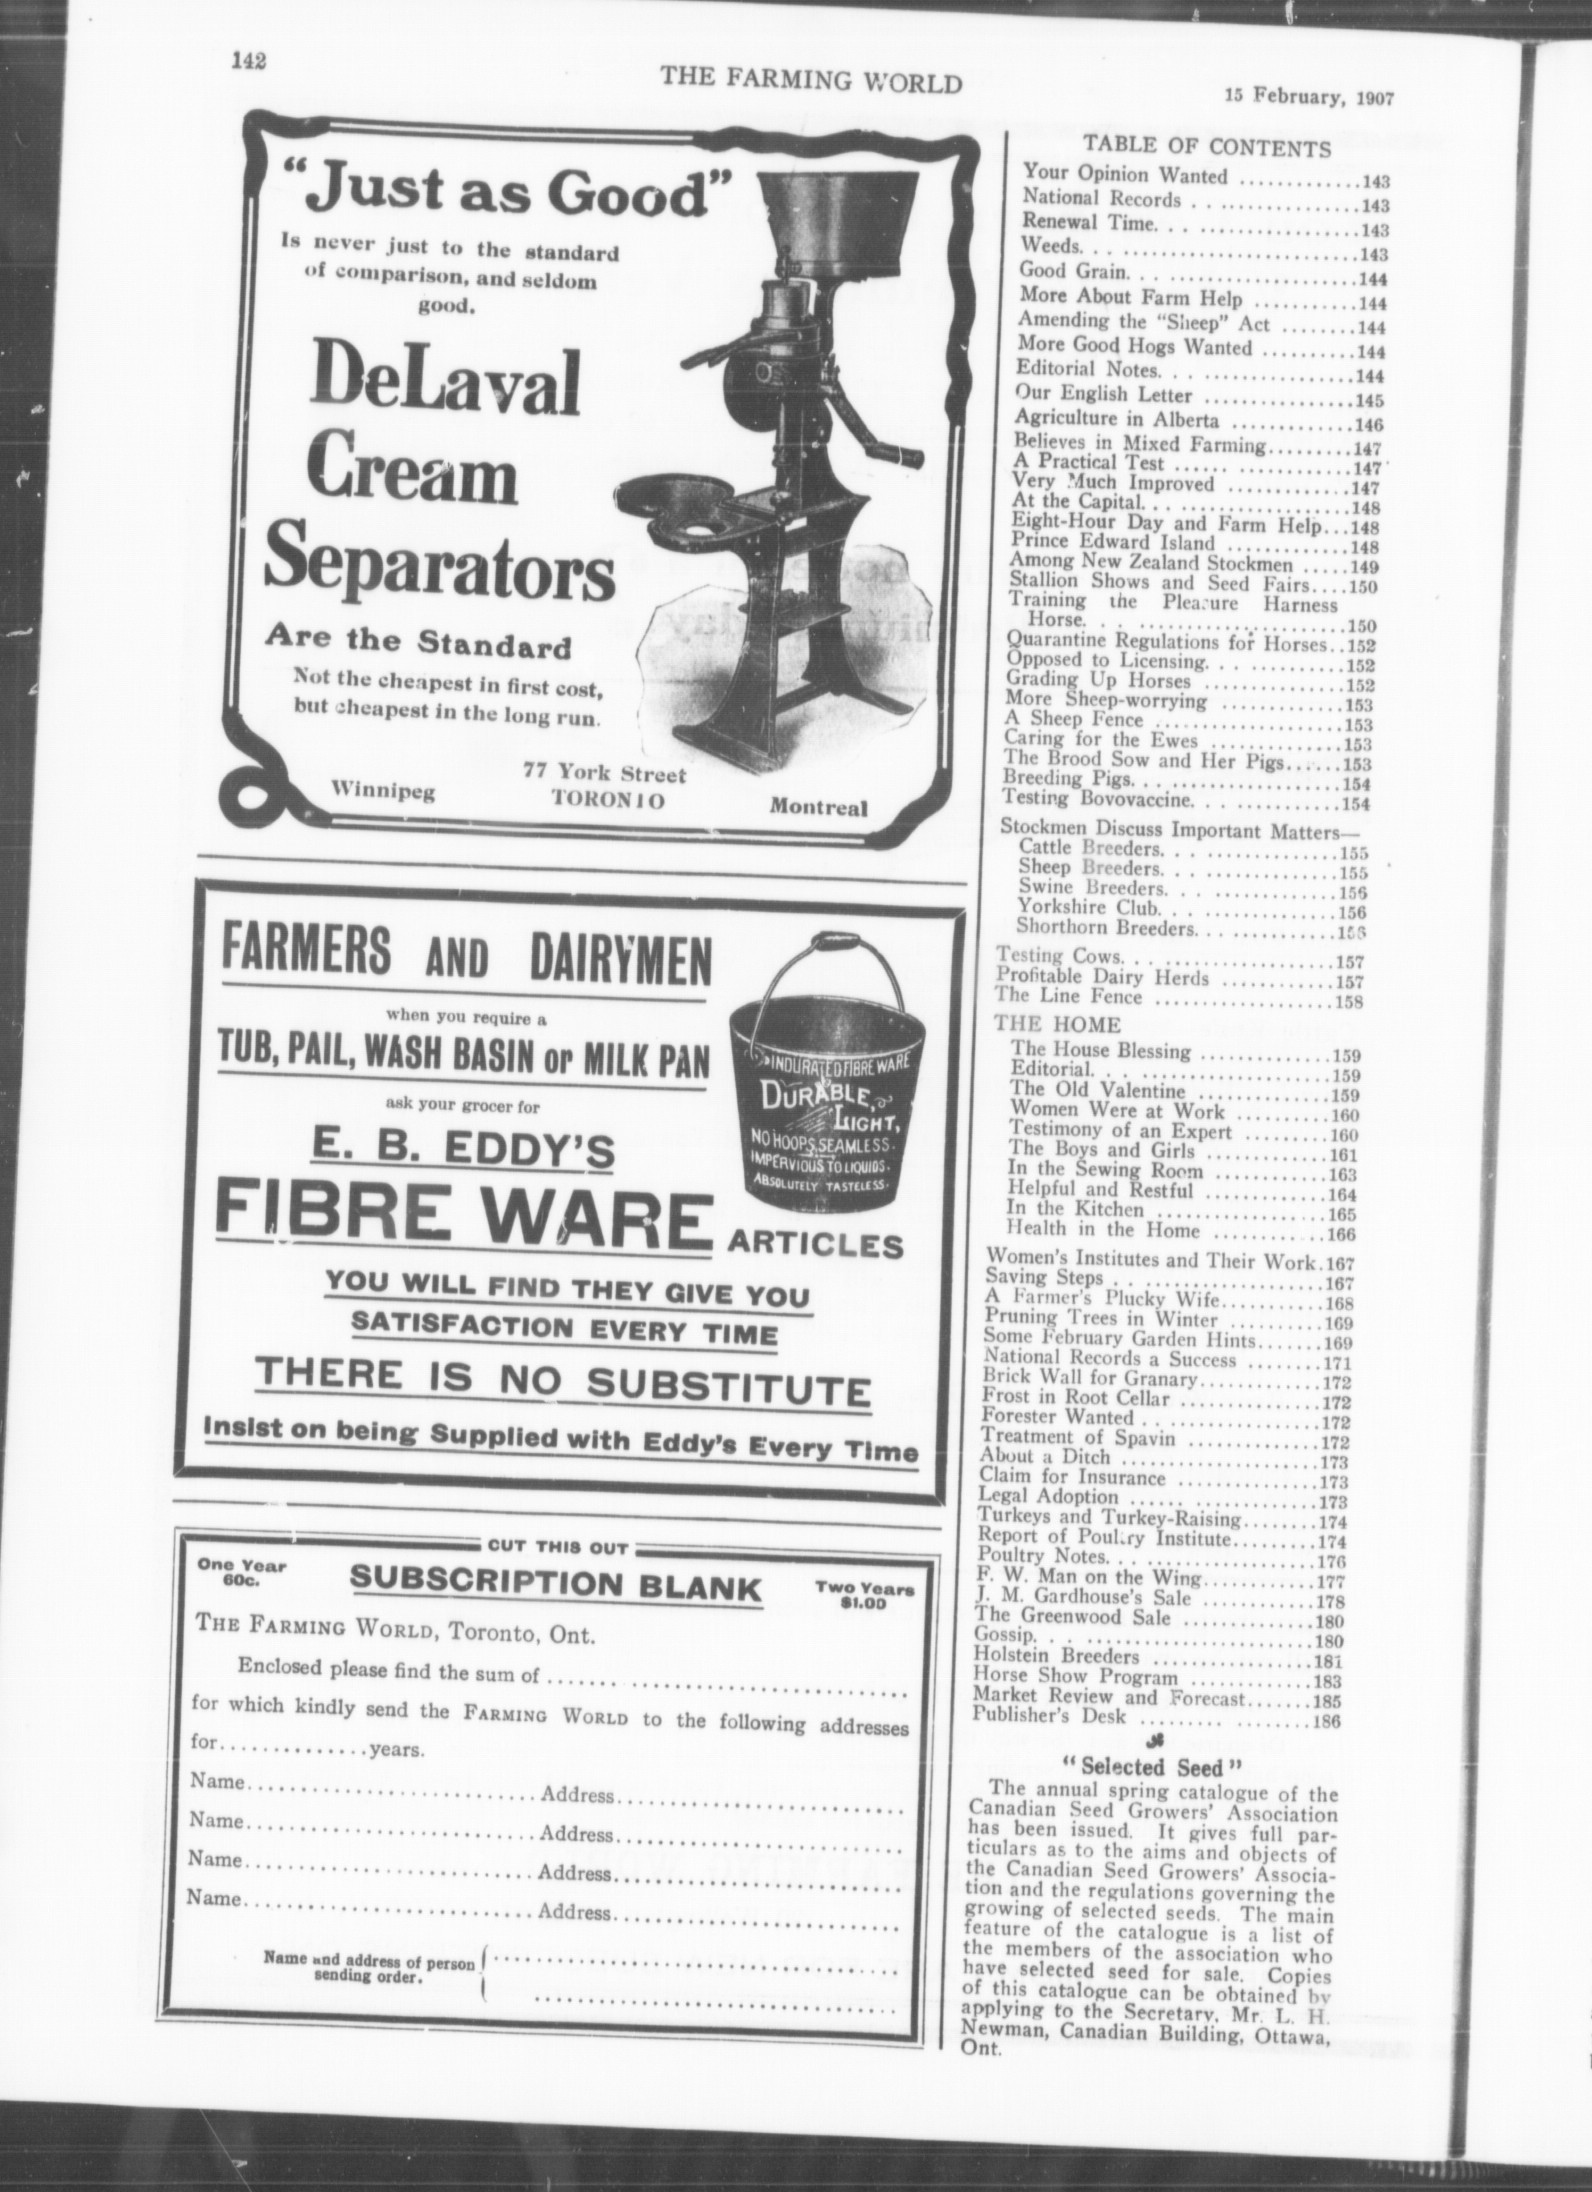 142
THE FARMING WORLD
15 February, 1907
"Just as Good"
Is never just to the standard
of comparison, and seldom
good.
DeLaval
Cream
Separators
Are the Standard
Not the cheapest in first cost,
but cheapest in the long run.
Winnipeg
77 York Street
TORONTO
Montreal
FARMERS AND DAIRYMEN
when you require a
TUB, PAIL, WASH BASIN or MILK PAN
ask your grocer for
E. B. EDDY'S
FIBRE WARE ARTICLES
INDURATED FIBRE WARE
DURABLE,
LIGHT,
NO HOOPS, SEAMLESS.
IMPERVIOUS TO LIQUIDS.
ABSOLUTELY TASTELESS.
YOU WILL FIND THEY GIVE YOU
SATISFACTION EVERY TIME
THERE IS NO SUBSTITUTE
Insist on being Supplied with Eddy's Every Time
CUT THIS OUT
One Year
60c.
SUBSCRIPTION BLANK
Two Years
$1.00
THE FARMING WORLD, Toronto, Ont.
Enclosed please find the sum of ..............................
for which kindly send the FARMING WORLD to the following addresses
for..............years.
Name.............................. Address..............................
Name.............................. Address..............................
Name.............................. Address..............................
Name.............................. Address..............................
Name and address of person
sending order.
TABLE OF CONTENTS
Your Opinion Wanted .............143
National Records ..................143
Renewal Time......................143
Weeds.............................143
Good Grain........................144
More About Farm Help ...........144
Amending the "Sheep" Act ........144
More Good Hogs Wanted ..........144
Editorial Notes...................144
Our English Letter ................145
Agriculture in Alberta .............146
Believes in Mixed Farming.........147
A Practical Test ...... ............147
Very Much Improved .............147
At the Capital.....................148
Eight-Hour Day and Farm Help...148
Prince Edward Island .............148
Among New Zealand Stockmen .....149
Stallion Shows and Seed Fairs....150
Training the Pleasure Harness
Horse.........................150
Quarantine Regulations for Horses..152
Opposed to Licensing..............152
Grading Up Horses ...............152
More Sheep-worrying .............153
A Sheep Fence ....................153
Caring for the Ewes ..............153
The Brood Sow and Her Pigs......153
Breeding Pigs.....................154
Testing Bovovaccine...............154
Stockmen Discuss Important Matters—
Cattle Breeders.................155
Sheep Breeders.................155
Swine Breeders.................156
Yorkshire Club.................156
Shorthorn Breeders..............156
Testing Cows.....................157
Profitable Dairy Herds ............157
The Line Fence ...................158
THE HOME
The House Blessing .............159
Editorial......................159
The Old Valentine ..............159
Women Were at Work ..........160
Testimony of an Expert .........160
The Boys and Girls .............161
In the Sewing Room ............163
Helpful and Restful .............164
In the Kitchen ..................165
Health in the Home ............166
Women's Institutes and Their Work.167
Saving Steps .....................167
A Farmer's Plucky Wife...........168
Pruning Trees in Winter ..........169
Some February Garden Hints.......169
National Records a Success ........171
Brick Wall for Granary.............172
Frost in Root Cellar ...............172
Forester Wanted ..................172
Treatment of Spavin ..............172
About a Ditch ....................173
Claim for Insurance ...............173
Legal Adoption ...... .............173
Turkeys and Turkey-Raising........174
Report of Poultry Institute.........174
Poultry Notes.....................176
F. W. Man on the Wing............177
J. M. Gardhouse's Sale ............178
The Greenwood Sale ..............180
Gossip............................180
Holstein Breeders .................181
Horse Show Program .............183
Market Review and Forecast.......185
Publisher's Desk ......... ........186
"Selected Seed"
The annual spring catalogue of the
Canadian Seed Growers' Association
has been issued. It gives full par-
ticulars as to the aims and objects of
the Canadian Seed Growers' Associa-
tion and the regulations governing the
growing of selected seeds. The main
feature of the catalogue is a list of
the members of the association who
have selected seed for sale. Copies
of this catalogue can be obtained by
applying to the Secretary, Mr. L. H.
Newman, Canadian Building, Ottawa,
Ont.